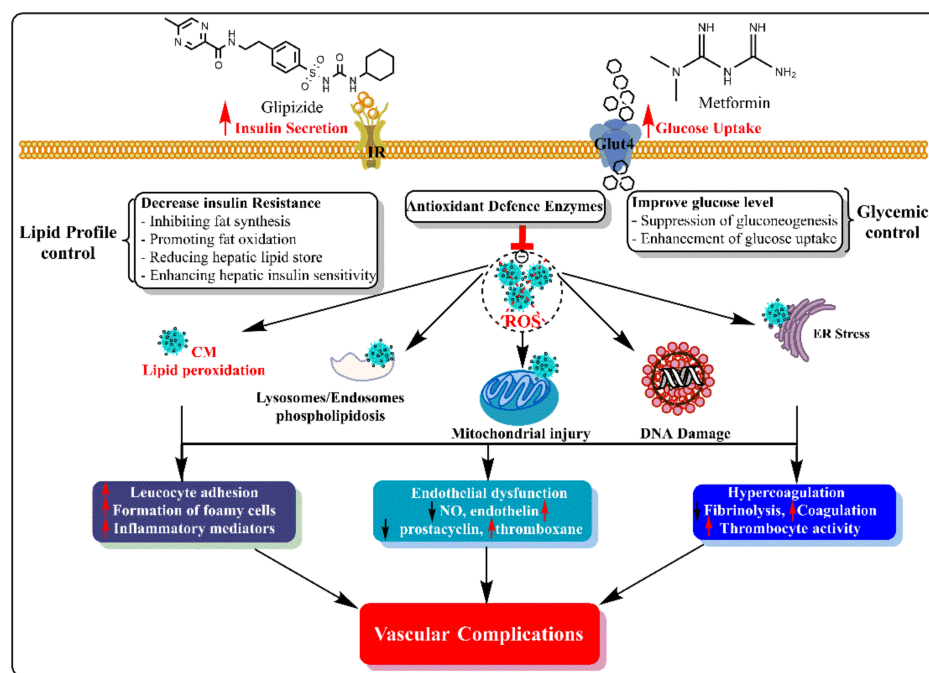 N
N
H
N
O
S
O
O
N
H
O
N
H
Glipizide
Insulin Secretion
IR
NH
NH
N
N
H
NH2
Metformin
Glucose Uptake
Glut4
Lipid Profile
control
Decrease insulin Resistance
- Inhibiting fat synthesis
- Promoting fat oxidation
- Reducing hepatic lipid store
- Enhancing hepatic insulin sensitivity
Antioxidant Defence Enzymes
Improve glucose level
- Suppression of gluconeogenesis
- Enhancement of glucose uptake
Glycemic
control
ROS
CM
Lipid peroxidation
Lysosomes/Endosomes
phospholipidosis
Mitochondrial injury
DNA Damage
ER Stress
Leucocyte adhesion
Formation of foamy cells
Inflammatory mediators
Endothelial dysfunction
NO, endothelin
prostacyclin, thromboxane
Hypercoagulation
Fibrinolysis, Coagulation
Thrombocyte activity
Vascular Complications